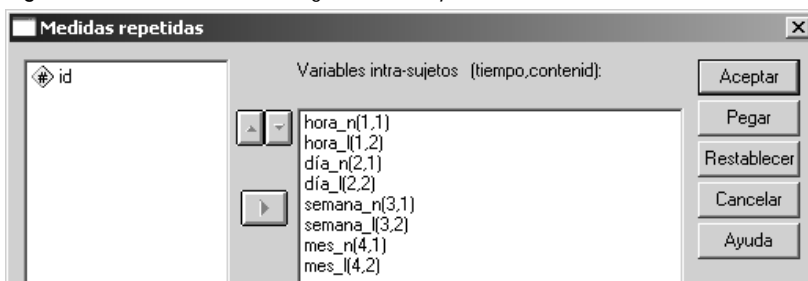 Medidas repetidas
id
Variables intra-sujetos (tiempo,contenid):
hora_n(1,1)
hora_l(1,2)
día_n(2,1)
día_l(2,2)
semana_n(3,1)
semana_l(3,2)
mes_n(4,1)
mes_l(4,2)
Aceptar
Pegar
Restablecer
Cancelar
Ayuda